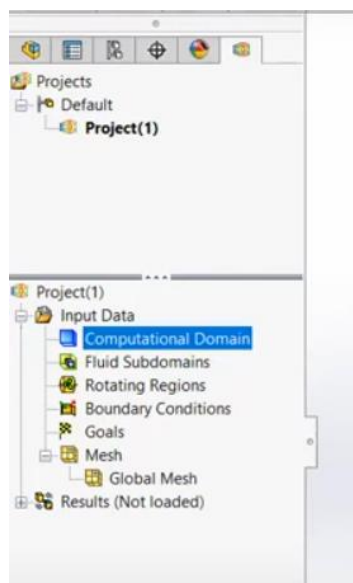 Projects
Default
Project(1)
Project(1)
Input Data
Computational Domain
Fluid Subdomains
Rotating Regions
Boundary Conditions
Goals
Mesh
Global Mesh
Results (Not loaded)